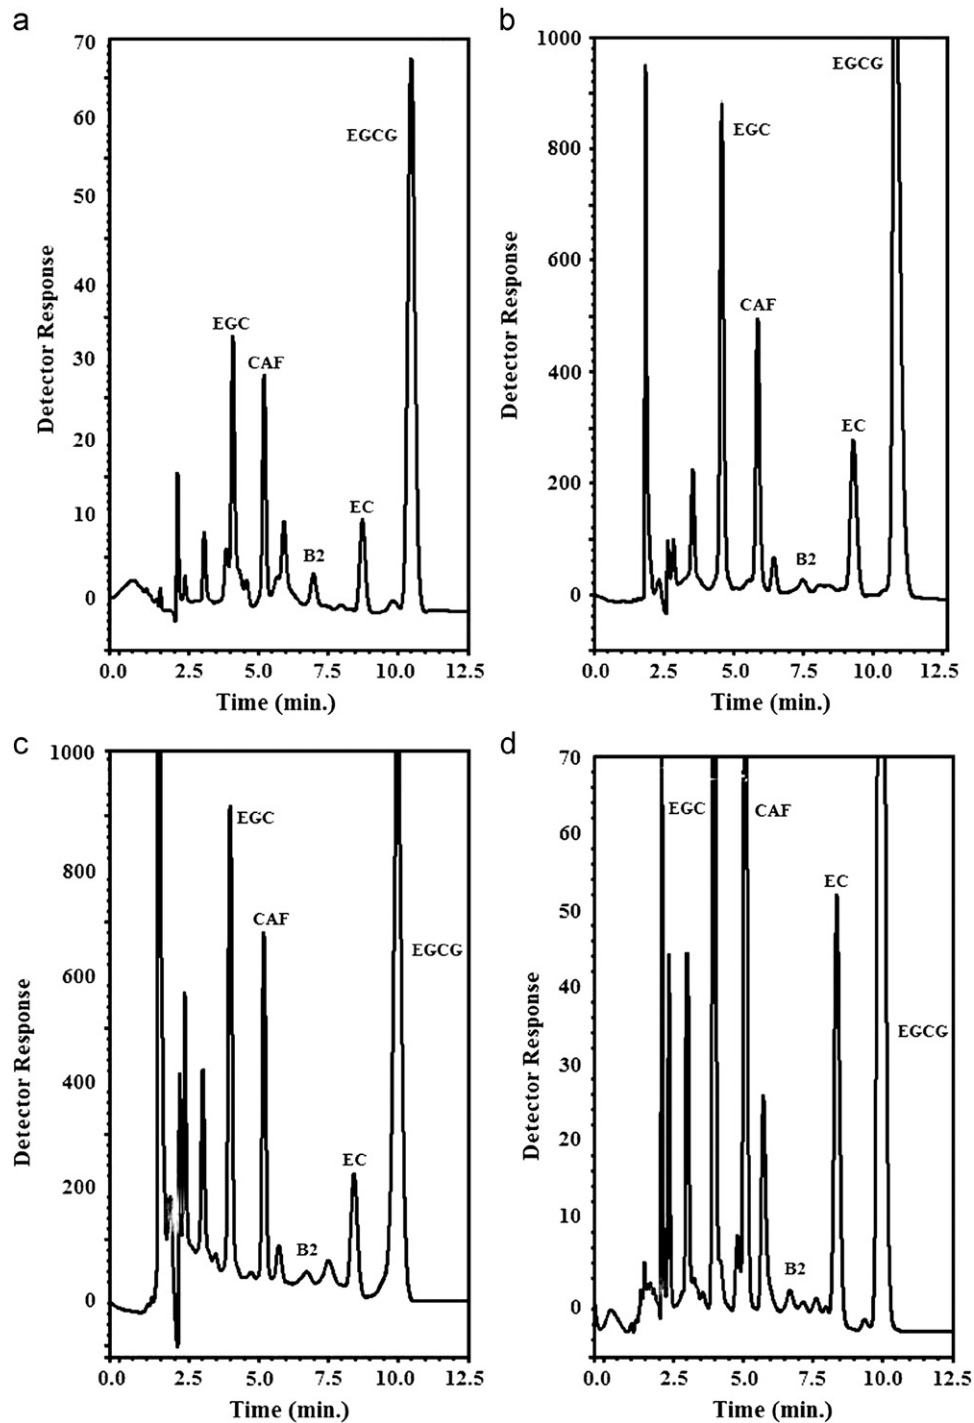 a
70
60
50
40
30
20
10
0
Detector Response
EGCG
EGC
CAF
B2
EC
0.0 2.5 5.0 7.5 10.0 12.5
Time (min.)
b
1000
800
600
400
200
0
Detector Response
EGCG
EGC
CAF
EC
B2
0.0 2.5 5.0 7.5 10.0 12.5
Time (min.)
c
1000
800
600
400
200
0
Detector Response
EGC
CAF
EGCG
EC
B2
0.0 2.5 5.0 7.5 10.0 12.5
Time (min.)
d
70
60
50
40
30
20
10
0
Detector Response
EGC
CAF
EC
EGCG
B2
0.0 2.5 5.0 7.5 10.0 12.5
Time (min.)